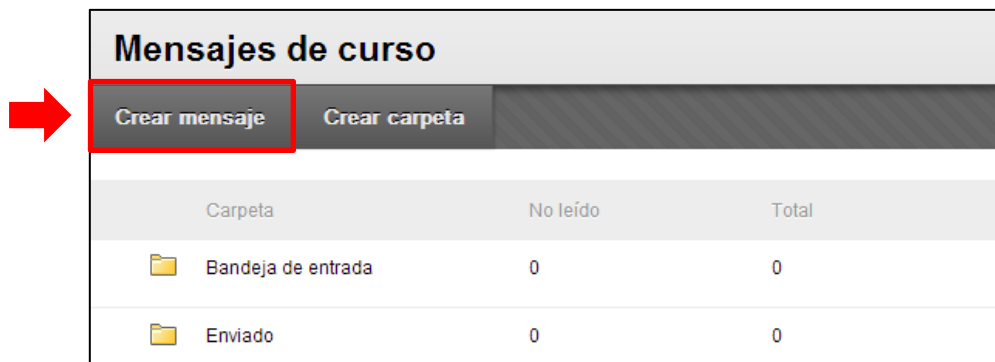 Mensajes de curso
Crear mensaje Crear carpeta
Carpeta No leído Total
Bandeja de entrada 0 0
Enviado 0 0